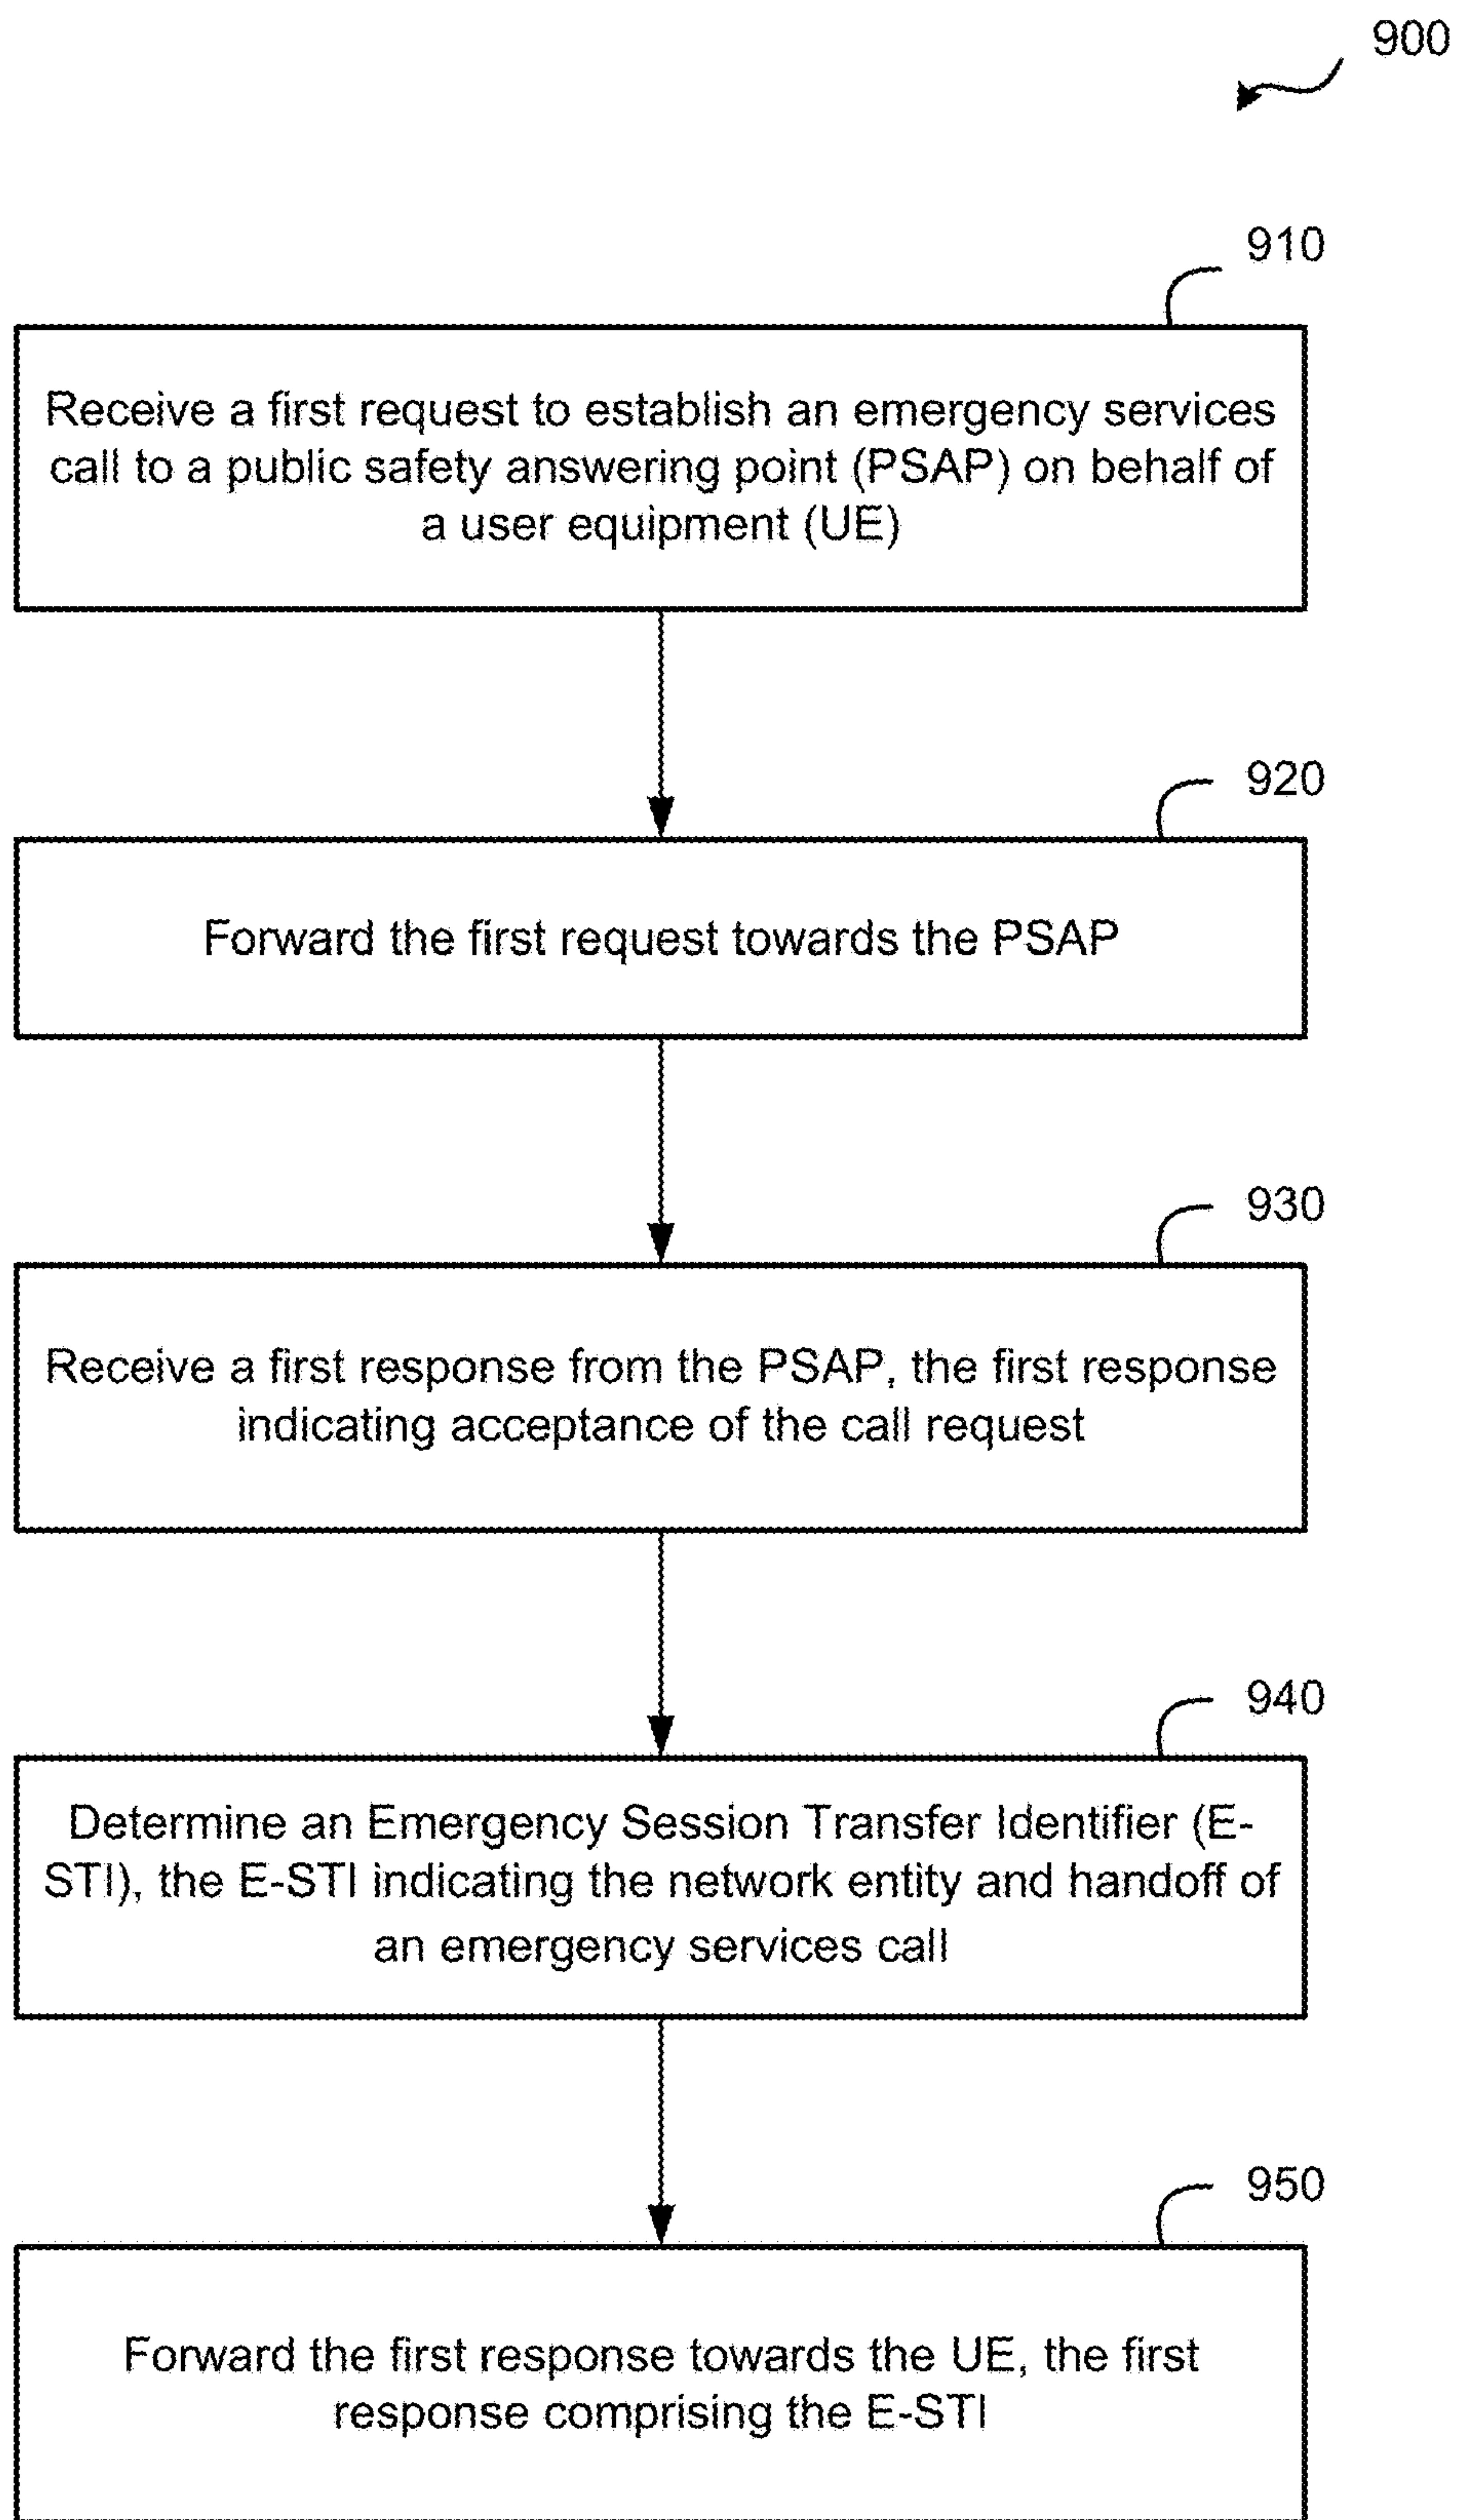 900
910
Receive a first request to establish an emergency services
call to a public safety answering point (PSAP) on behalf of
a user equipment (UE)
920
Forward the first request towards the PSAP
930
Receive a first response from the PSAP, the first response
indicating acceptance of the call request
940
Determine an Emergency Session Transfer Identifier (E-
STI), the E-STI indicating the network entity and handoff of
an emergency services call
950
Forward the first response towards the UE, the first
response comprising the E-STI